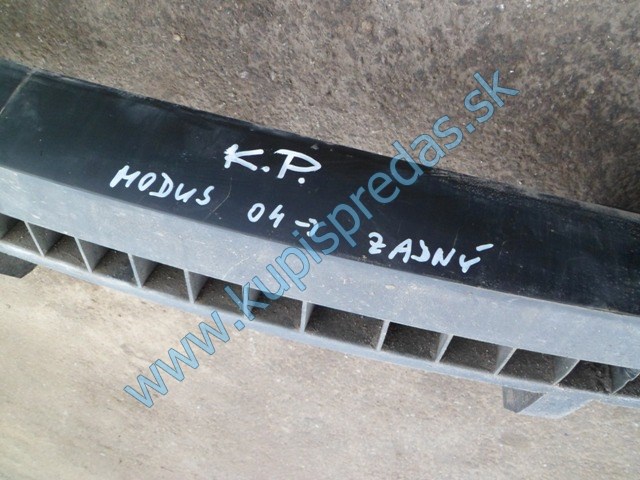 K.P.
MODUS 04-> ZADNÝ
www.kupispredas.sk